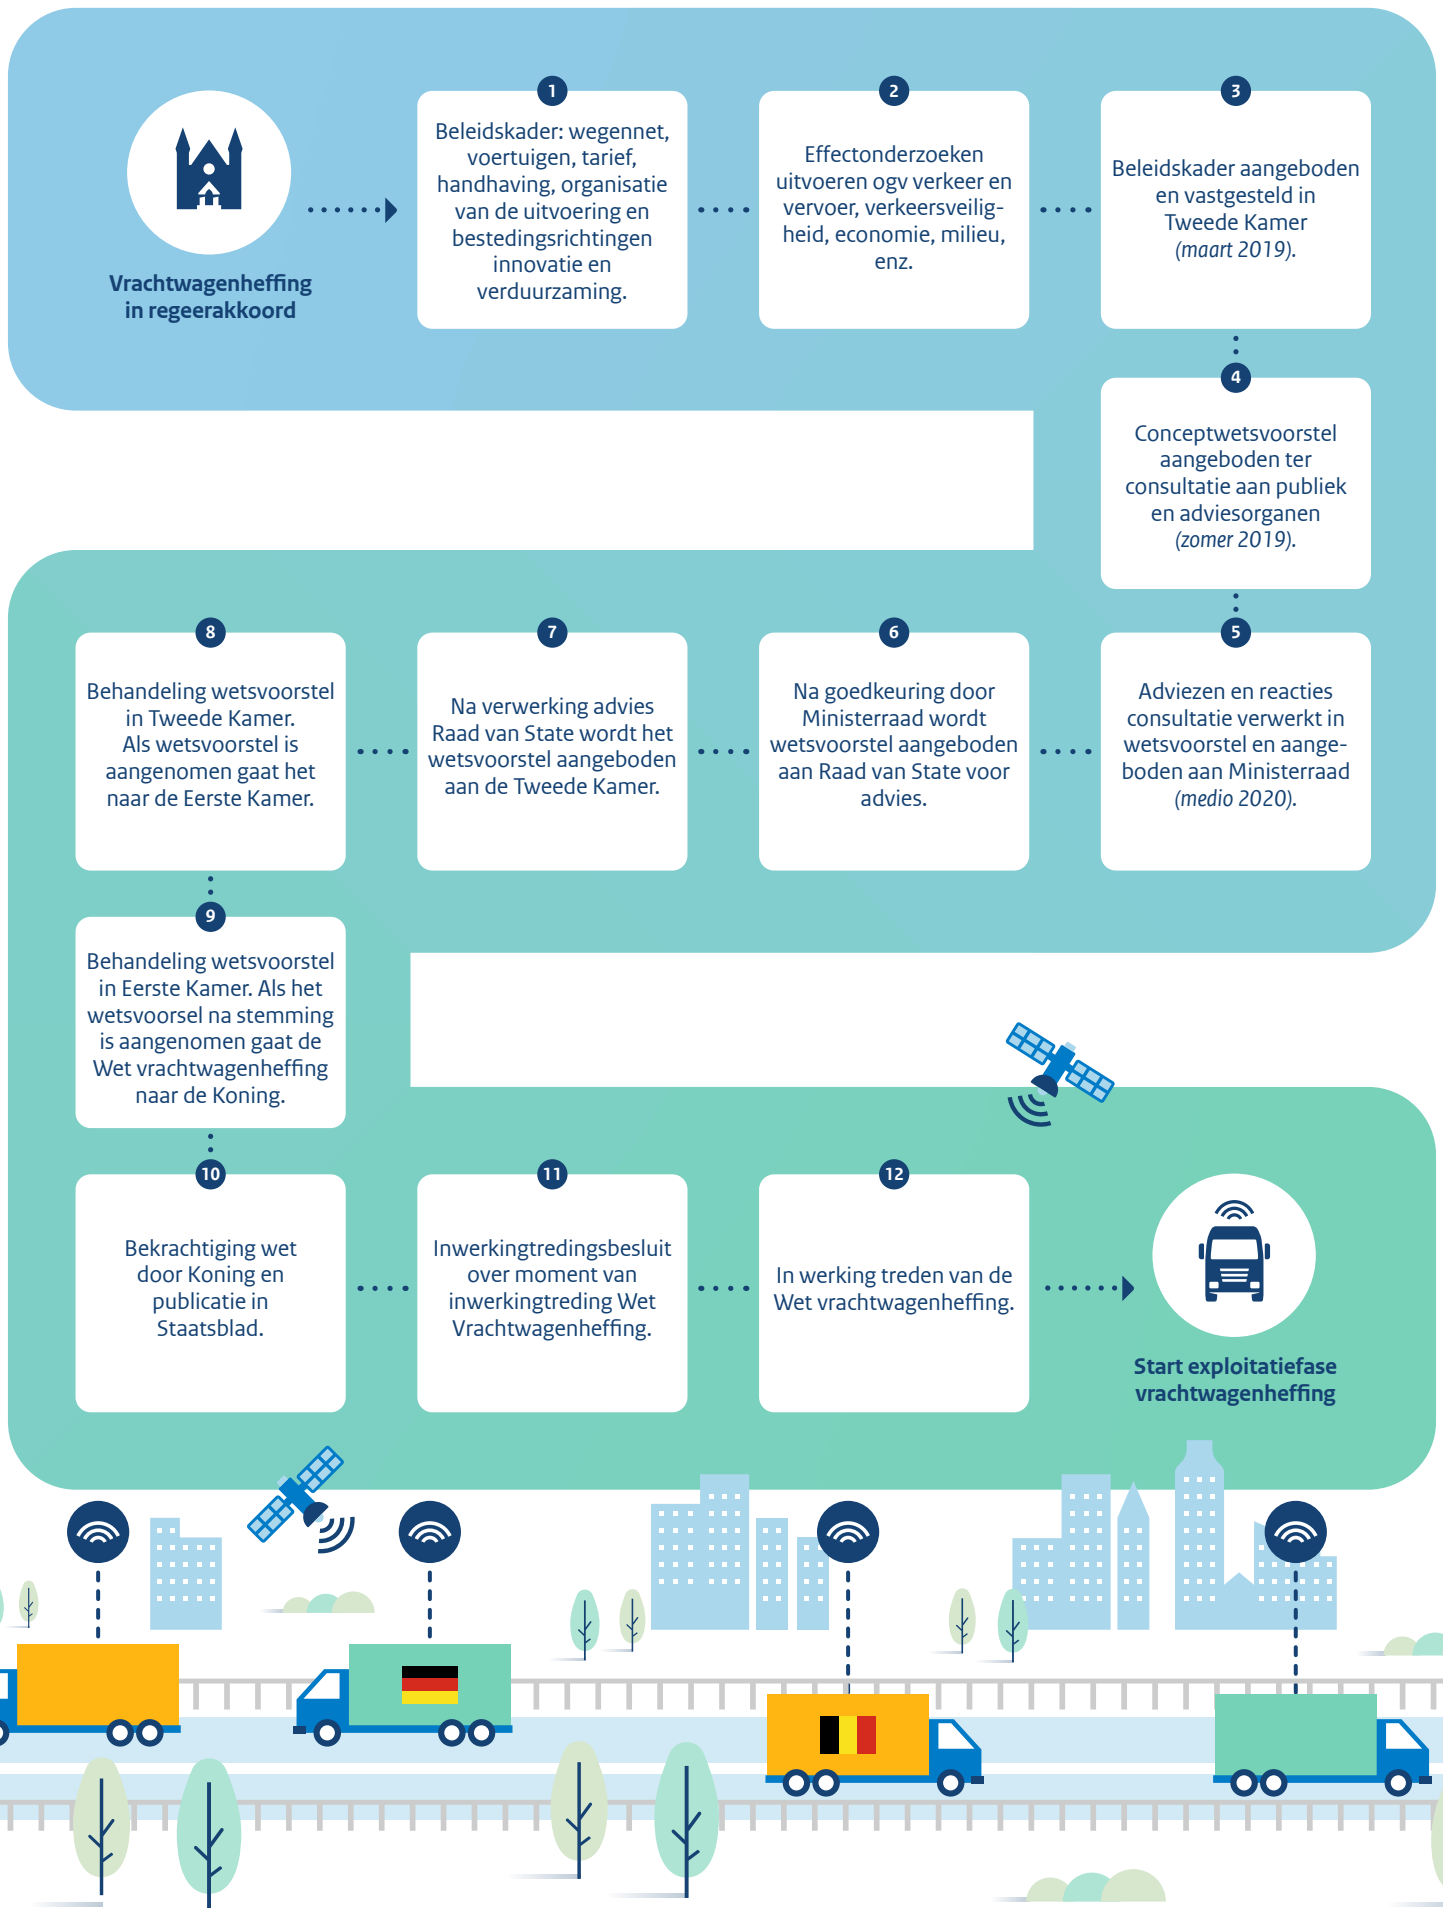 Vrachtwagenheffing
in regeerakkoord
1
Beleidskader: wegennet,
voertuigen, tarief,
handhaving, organisatie
van de uitvoering en
bestedingsrichtingen
innovatie en
verduurzaming.
2
Effectonderzoeken
uitvoeren ogv verkeer en
vervoer, verkeersveilig-
heid, economie, milieu,
enz.
3
Beleidskader aangeboden
en vastgesteld in
Tweede Kamer
(maart 2019).
4
Conceptwetsvoorstel
aangeboden ter
consultatie aan publiek
en adviesorganen
(zomer 2019).
5
Adviezen en reacties
consultatie verwerkt in
wetsvoorstel en aange-
boden aan Ministerraad
(medio 2020).
6
Na goedkeuring door
Ministerraad wordt
wetsvoorstel aangeboden
aan Raad van State voor
advies.
7
Na verwerking advies
Raad van State wordt het
wetsvoorstel aangeboden
aan de Tweede Kamer.
8
Behandeling wetsvoorstel
in Tweede Kamer.
Als wetsvoorstel is
aangenomen gaat het
naar de Eerste Kamer.
9
Behandeling wetsvoorstel
in Eerste Kamer. Als het
wetsvoorsel na stemming
is aangenomen gaat de
Wet vrachtwagenheffing
naar de Koning.
10
Bekrachtiging wet
door Koning en
publicatie in
Staatsblad.
11
Inwerkingtredingsbesluit
over moment van
inwerkingtreding Wet
Vrachtwagenheffing.
12
In werking treden van de
Wet vrachtwagenheffing.
Start exploitatiefase
vrachtwagenheffing